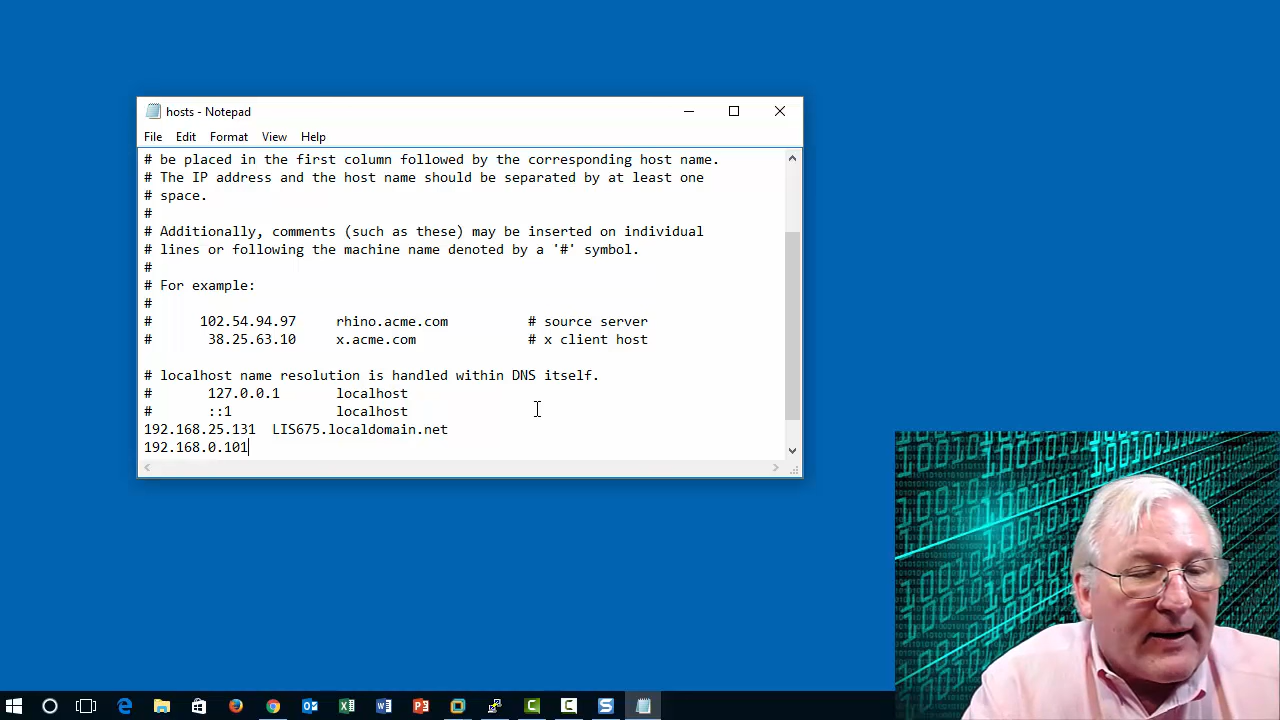 hosts - Notepad
File Edit Format View Help
# be placed in the first column followed by the corresponding host name.
# The IP address and the host name should be separated by at least one
# space.
#
# Additionally, comments (such as these) may be inserted on individual
# lines or following the machine name denoted by a '#' symbol.
#
# For example:
#
# 102.54.94.97 rhino.acme.com # source server
# 38.25.63.10 x.acme.com # x client host
# localhost name resolution is handled within DNS itself.
# 127.0.0.1 localhost
# ::1 localhost
192.168.25.131 LIS675.localdomain.net
192.168.0.101